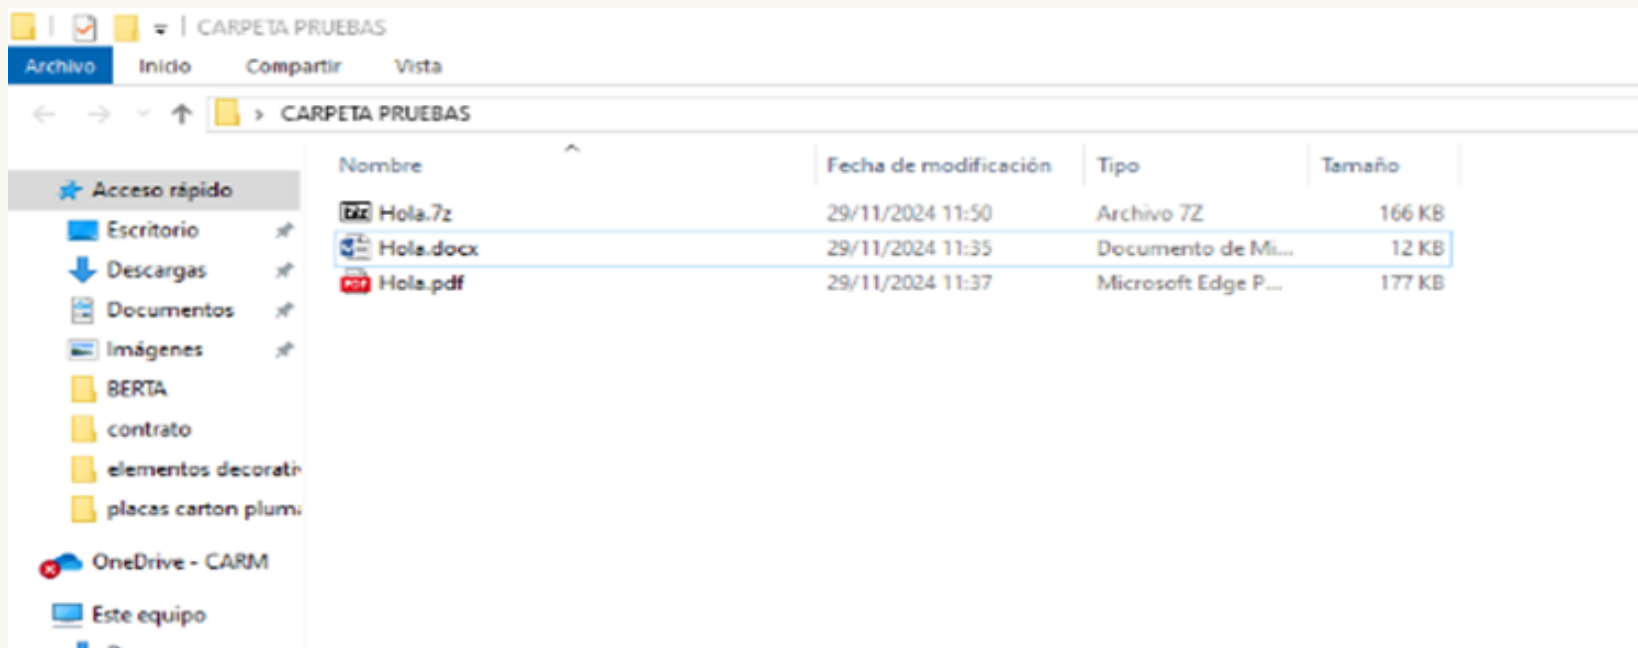 CARPETA PRUEBAS
Archivo Inicio Compartir Vista
CARPETA PRUEBAS
Nombre Fecha de modificación Tipo Tamaño
Acceso rápido
Escritorio
Descargas
Documentos
Imágenes
BERTA
contrato
elementos decorati
placas carton pluma
OneDrive - CARM
Este equipo
Hola.7z 29/11/2024 11:50 Archivo 7Z 166 KB
Hola.docx 29/11/2024 11:35 Documento de Mi... 12 KB
Hola.pdf 29/11/2024 11:37 Microsoft Edge P... 177 KB